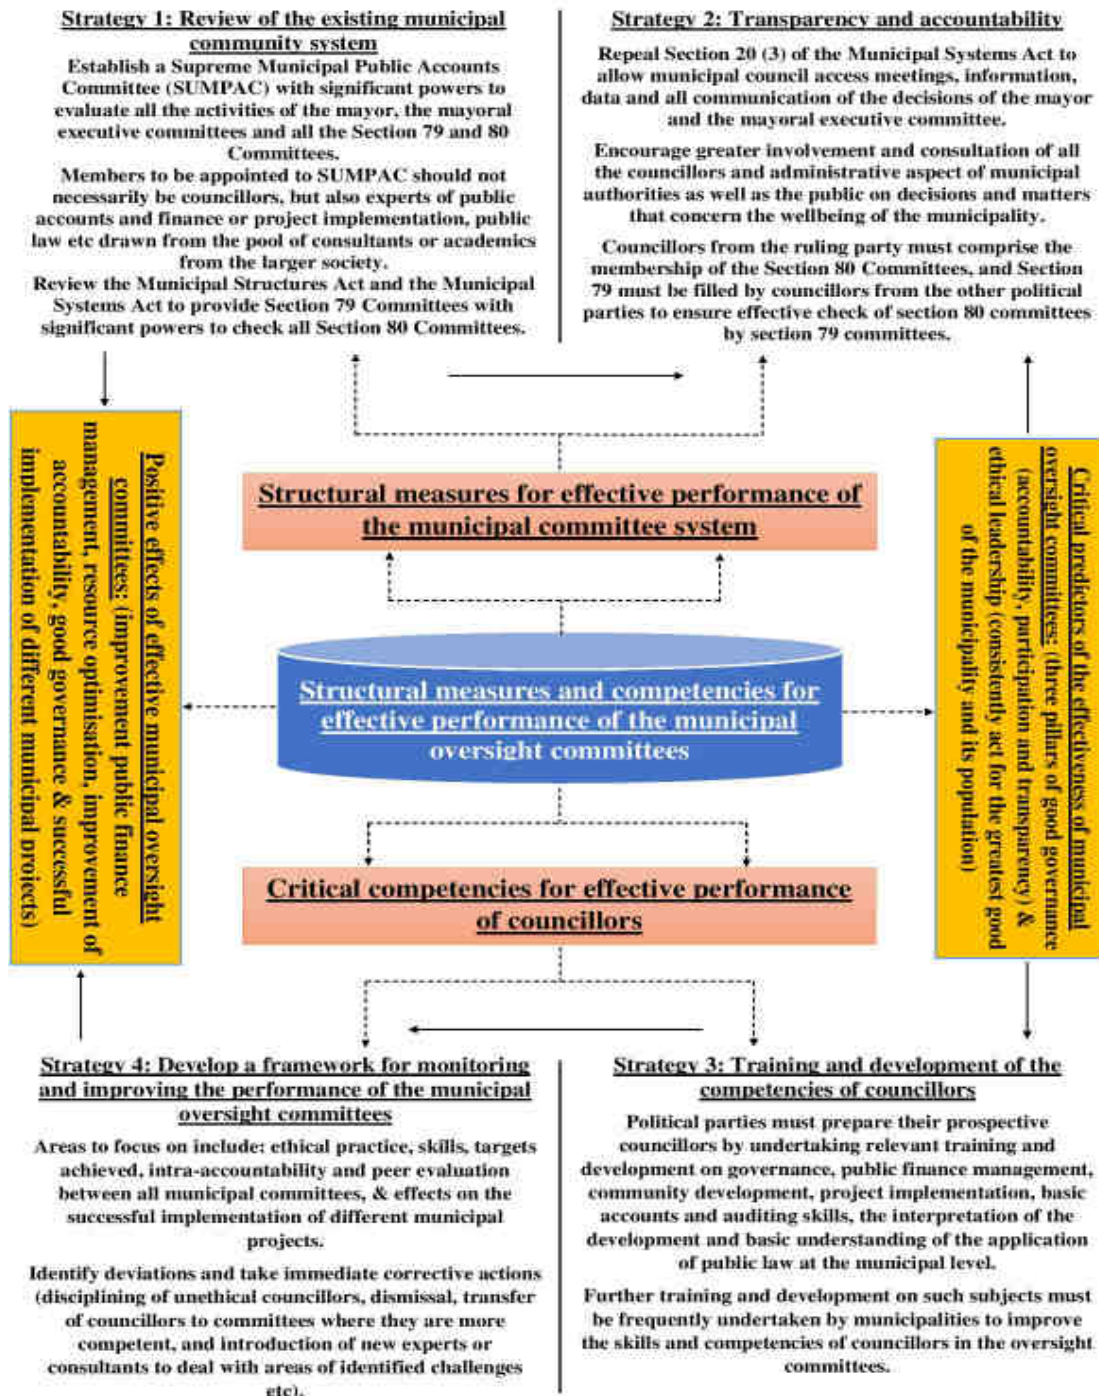 Strategy 1: Review of the existing municipal
community system
Establish a Supreme Municipal Public Accounts
Committee (SUMPAC) with significant powers to
evaluate all the activities of the mayor, the mayoral
executive committees and all the Section 79 and 80
Committees.
Members to be appointed to SUMPAC should not
necessarily be councillors, but also experts of public
accounts and finance or project implementation, public
law etc drawn from the pool of consultants or academics
from the larger society.
Review the Municipal Structures Act and the Municipal
Systems Act to provide Section 79 Committees with
significant powers to check all Section 80 Committees.
Strategy 2: Transparency and accountability
Repeal Section 20 (3) of the Municipal Systems Act to
allow municipal council access meetings, information,
data and all communication of the decisions of the mayor
and the mayoral executive committee.
Encourage greater involvement and consultation of all
the councillors and administrative aspect of municipal
authorities as well as the public on decisions and matters
that concern the wellbeing of the municipality.
Councillors from the ruling party must comprise the
membership of the Section 80 Committees, and Section
79 must be filled by councillors from the other political
parties to ensure effective check of section 80 committees
by section 79 committees.
Positive effects of effective municipal oversight
committees: (improvement public finance
management, resource optimisation, improvement of
accountability, good governance & successful
implementation of different municipal projects)
Structural measures for effective performance of
the municipal committee system
Structural measures and competencies for
effective performance of the municipal
oversight committees
Critical competencies for effective performance
of councillors
Critical predictors of the effectiveness of municipal
oversight committees: (three pillars of good governance
(accountability, participation and transparency) &
ethical leadership (consistently act for the greatest good
of the municipality and its population)
Strategy 4: Develop a framework for monitoring
and improving the performance of the municipal
oversight committees
Areas to focus on include: ethical practice, skills, targets
achieved, intra-accountability and peer evaluation
between all municipal committees, & effects on the
successful implementation of different municipal
projects.
Identify deviations and take immediate corrective actions
(disciplining of unethical councillors, dismissal, transfer
of councillors to committees where they are more
competent, and introduction of new experts or
consultants to deal with areas of identified challenges
etc).
Strategy 3: Training and development of the
competencies of councillors
Political parties must prepare their prospective
councillors by undertaking relevant training and
development on governance, public finance management,
community development, project implementation, basic
accounts and auditing skills, the interpretation of the
development and basic understanding of the application
of public law at the municipal level.
Further training and development on such subjects must
be frequently undertaken by municipalities to improve
the skills and competencies of councillors in the oversight
committees.